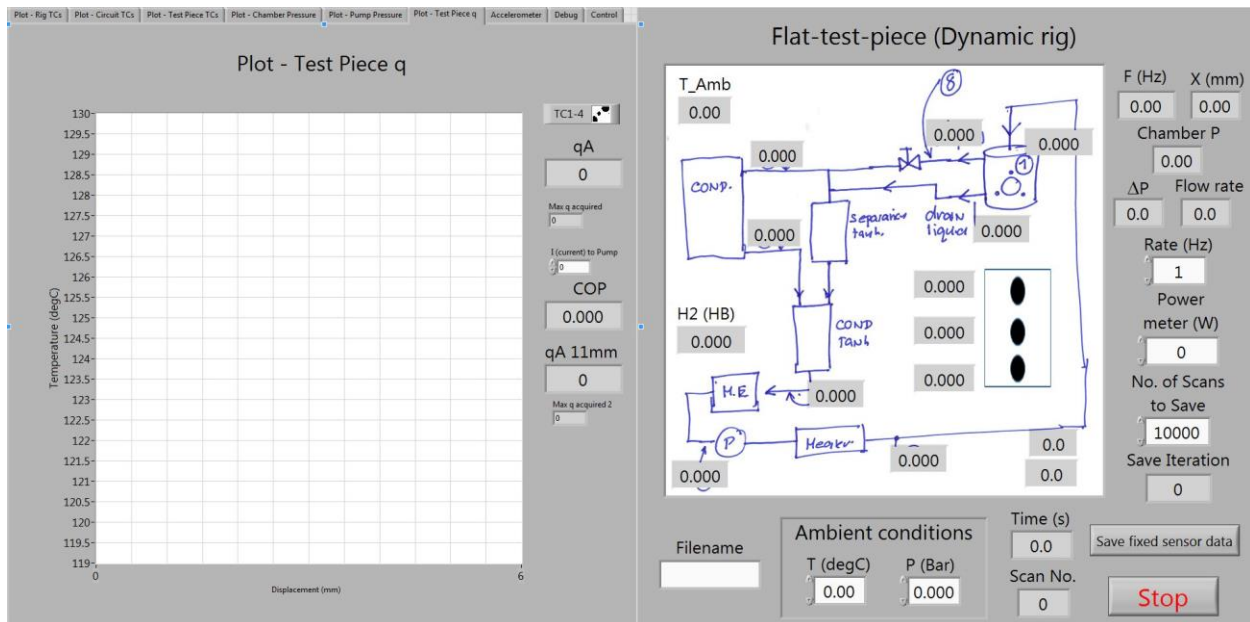 Plot - Rig TCs
Plot - Circuit TCs
Plot - Test Piece TCs
Plot - Chamber Pressure
Plot - Pump Pressure
Plot - Test Piece q
Accelerometer
Debug
Control
Plot - Test Piece q
Temperature (degC)
130
129.5
129
128.5
128
127.5
127
126.5
126
125.5
125
124.5
124
123.5
123
122.5
122
121.5
121
120.5
120
119.5
119
0
6
Displacement (mm)
TC1-4
qA
0
Max q acquired
0
I (current) to Pump
0
COP
0.000
qA 11mm
0
Max q acquired 2
0
Flat-test-piece (Dynamic rig)
T_Amb
0.00
8
0.000
0.000
0.000
1
COND.
separation
tank.
drain
liquid
0.000
0.000
0.000
0.000
0.000
H2 (HB)
0.000
COND
TANK
H.E
0.000
P
Heater
0.000
0.000
0.0
0.0
F (Hz)
0.00
X (mm)
0.00
Chamber P
0.00
ΔP
0.0
Flow rate
0.0
Rate (Hz)
1
Power
meter (W)
0
No. of Scans
to Save
10000
Save Iteration
0
Filename
Ambient conditions
T (degC)
0.00
P (Bar)
0.000
Time (s)
0.0
Scan No.
0
Save fixed sensor data
Stop